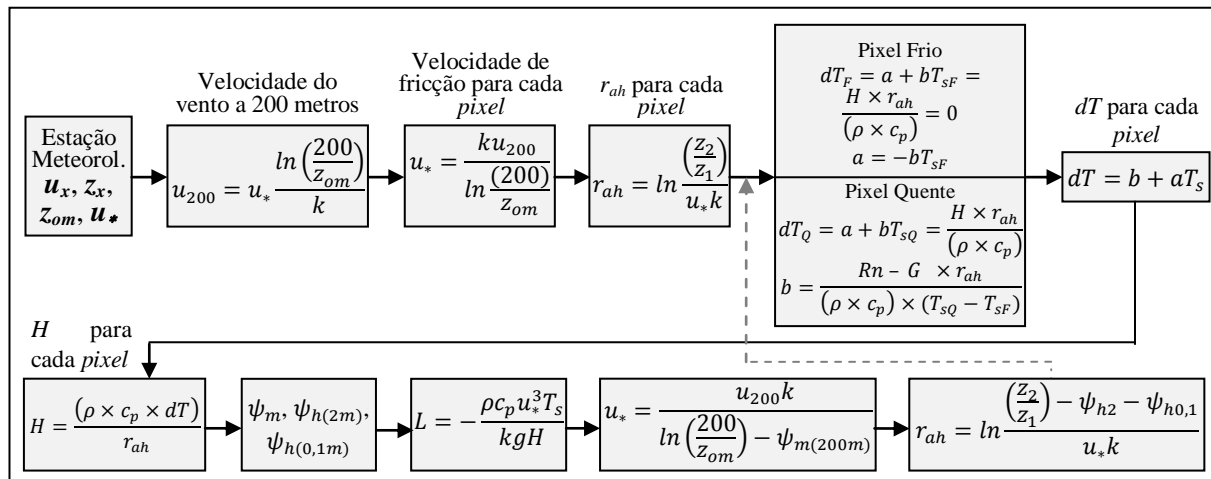 Estação
Meteorol.
u_x, z_x,
z_om, u_*
Velocidade do
vento a 200 metros
u_200 = u_* ln(200/z_om)/k
Velocidade de
fricção para cada
pixel
u_* = ku_200/ln (200)/z_om
r_ah para cada
pixel
r_ah = ln (z_2/z_1)/u_*k
Pixel Frio
dT_F = a + bT_sF =
H × r_ah/(ρ × c_p) = 0
a = −bT_sF
Pixel Quente
dT_Q = a + bT_sQ = H × r_ah/(ρ × c_p)
b = Rn – G × r_ah/(ρ × c_p) × (T_sQ − T_sF)
dT para cada
pixel
dT = b + aT_s
H para
cada pixel
H = (ρ × c_p × dT)/r_ah
ψ_m, ψ_h(2m),
ψ_h(0,1m)
L = − ρc_p u_*^3 T_s/kgH
u_* = u_200 k/ln(200/z_om) − ψ_m(200m)
r_ah = ln (z_2/z_1) − ψ_h2 − ψ_h0,1/u_*k